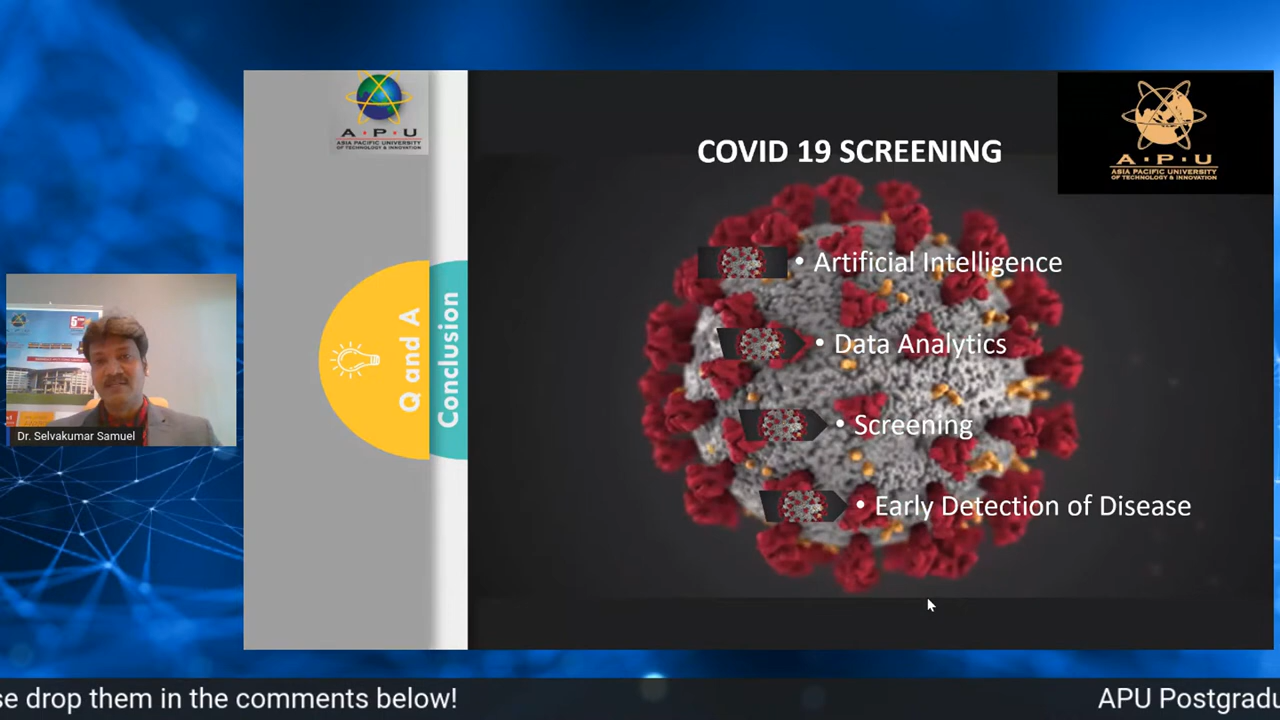 A•P•U
ASIA PACIFIC UNIVERSITY
OF TECHNOLOGY & INNOVATION
Q and A
Conclusion
COVID 19 SCREENING
A•P•U
ASIA PACIFIC UNIVERSITY
OF TECHNOLOGY & INNOVATION
• Artificial Intelligence
• Data Analytics
• Screening
• Early Detection of Disease
Dr. Selvakumar Samuel
se drop them in the comments below!
APU Postgradu